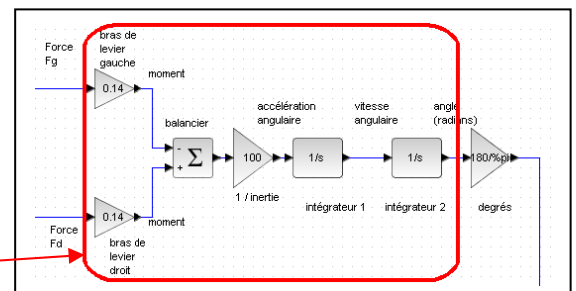 Force
Fg
bras de
levier
gauche
0.14
moment
balancier
-
+
Σ
100
1 / inertie
accélération
angulaire
1/s
intégrateur 1
vitesse
angulaire
1/s
intégrateur 2
angle
(radians)
180/%pi
degrés
0.14
moment
Force
Fd
bras de
levier
droit